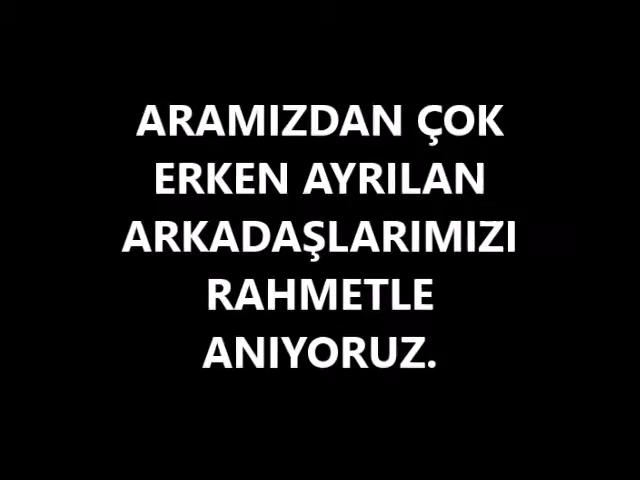 ARAMIZDAN ÇOK
ERKEN AYRILAN
ARKADAŞLARIMIZI
RAHMETLE
ANIYORUZ.